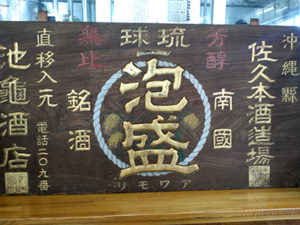 沖縄縣
佐久本酒造場
芳醇
南國
琉球
泡盛
アワモリ
無比
銘酒
直移入元
電話二〇九番
池龜酒店